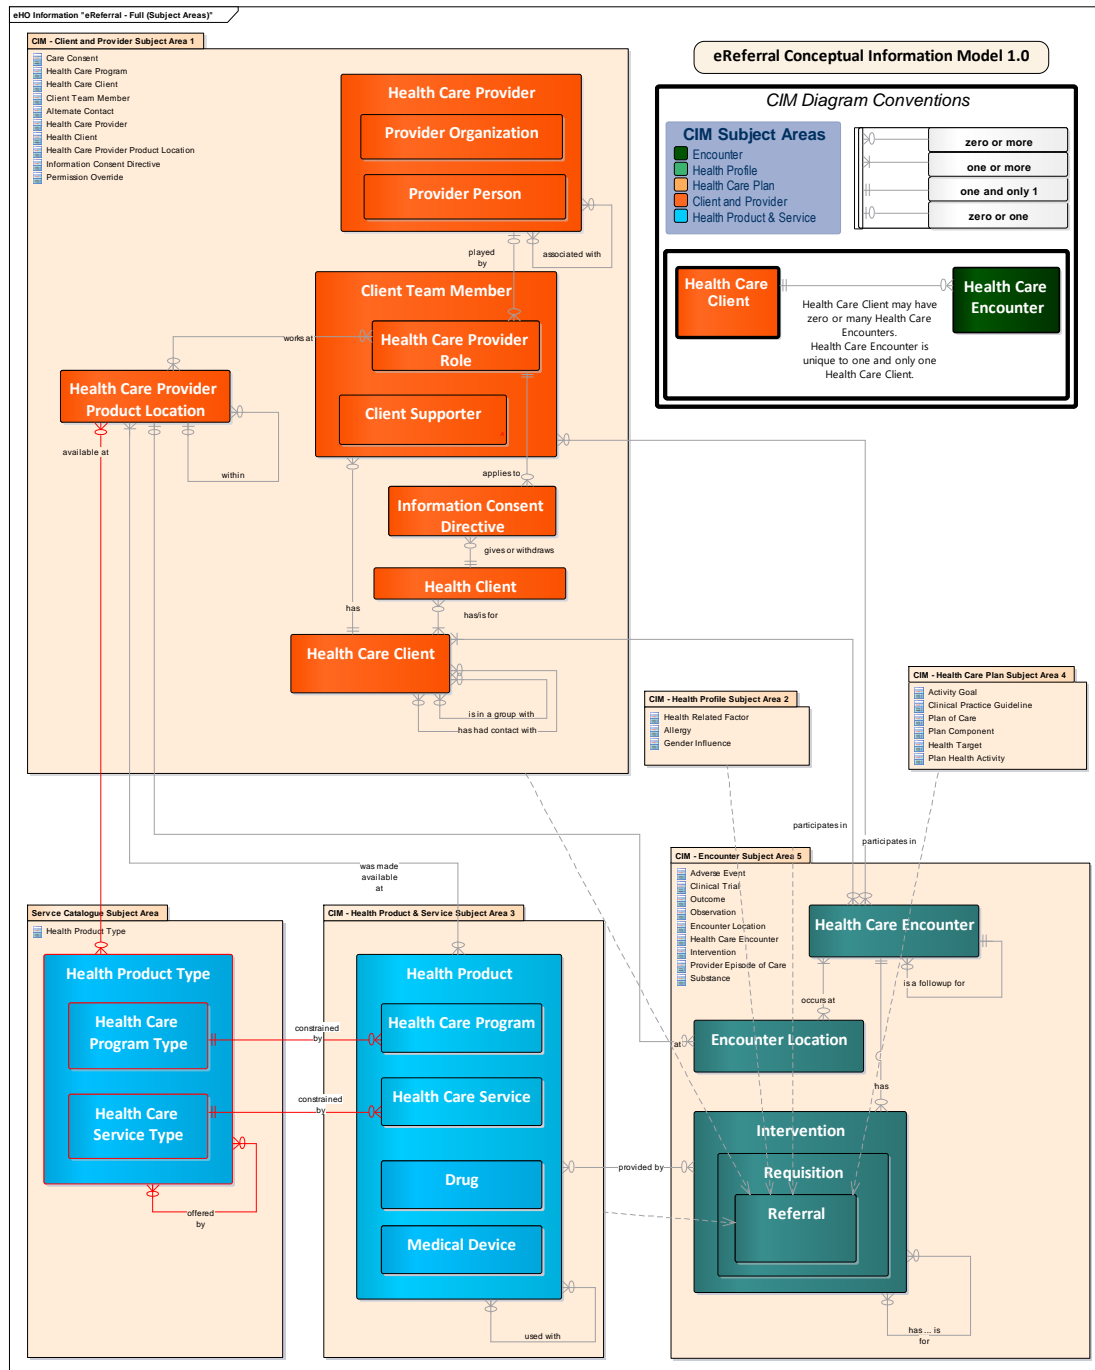 eHO Information "eReferral - Full (Subject Areas)"
CIM - Client and Provider Subject Area 1
Care Consent
Health Care Program
Health Care Client
Client Team Member
Alternate Contact
Health Care Provider
Health Client
Health Care Provider Product Location
Information Consent Directive
Permission Override
Health Care Provider
Provider Organization
Provider Person
associated with
played
by
Client Team Member
Health Care Provider
Role
Client Supporter
works at
Health Care Provider
Product Location
available at
within
applies to
Information Consent
Directive
gives or withdraws
Health Client
has
has/is for
Health Care Client
is in a group with
has had contact with
eReferral Conceptual Information Model 1.0
CIM Diagram Conventions
CIM Subject Areas
Encounter
Health Profile
Health Care Plan
Client and Provider
Health Product & Service
zero or more
one or more
one and only 1
zero or one
Health Care
Client
Health Care
Encounter
Health Care Client may have
zero or many Health Care
Encounters.
Health Care Encounter is
unique to one and only one
Health Care Client.
CIM - Health Profile Subject Area 2
Health Related Factor
Allergy
Gender Influence
CIM - Health Care Plan Subject Area 4
Activity Goal
Clinical Practice Guideline
Plan of Care
Plan Component
Health Target
Plan Health Activity
participates in
participates in
was made
available
at
Servce Catalogue Subject Area
Health Product Type
Health Product Type
Health Care
Program Type
Health Care
Service Type
offered
by
constrained
by
constrained
by
CIM - Health Product & Service Subject Area 3
Health Product
Health Care Program
Health Care Service
Drug
Medical Device
used with
provided by
CIM - Encounter Subject Area 5
Adverse Event
Clinical Trial
Outcome
Observation
Encounter Location
Health Care Encounter
Intervention
Provider Episode of Care
Substance
Health Care Encounter
is a followup for
occurs at
at
Encounter Location
has
Intervention
Requisition
Referral
has ... is
for